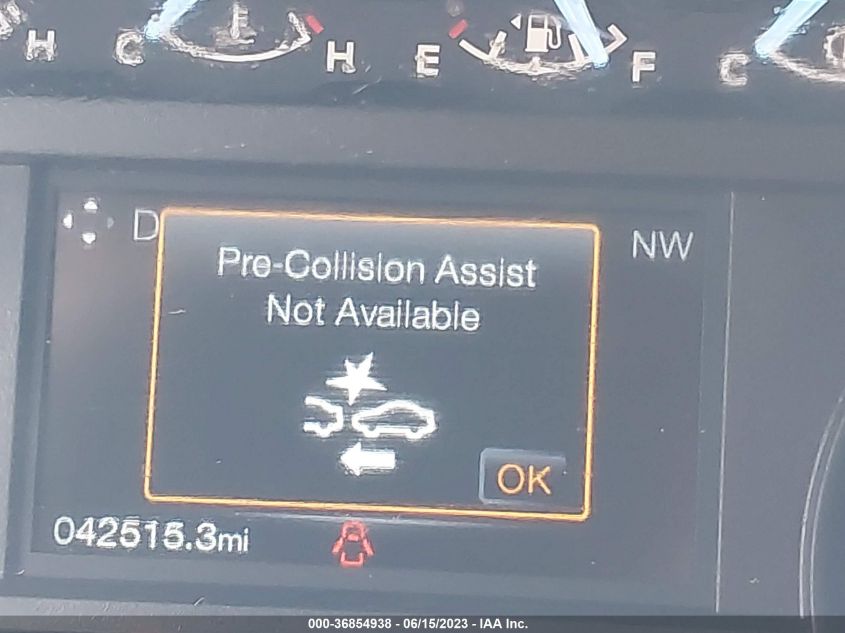 H C H E F C
D NW
Pre-Collision Assist
Not Available
OK
042515.3mi
000-36854938 - 06/15/2023 - IAA Inc.